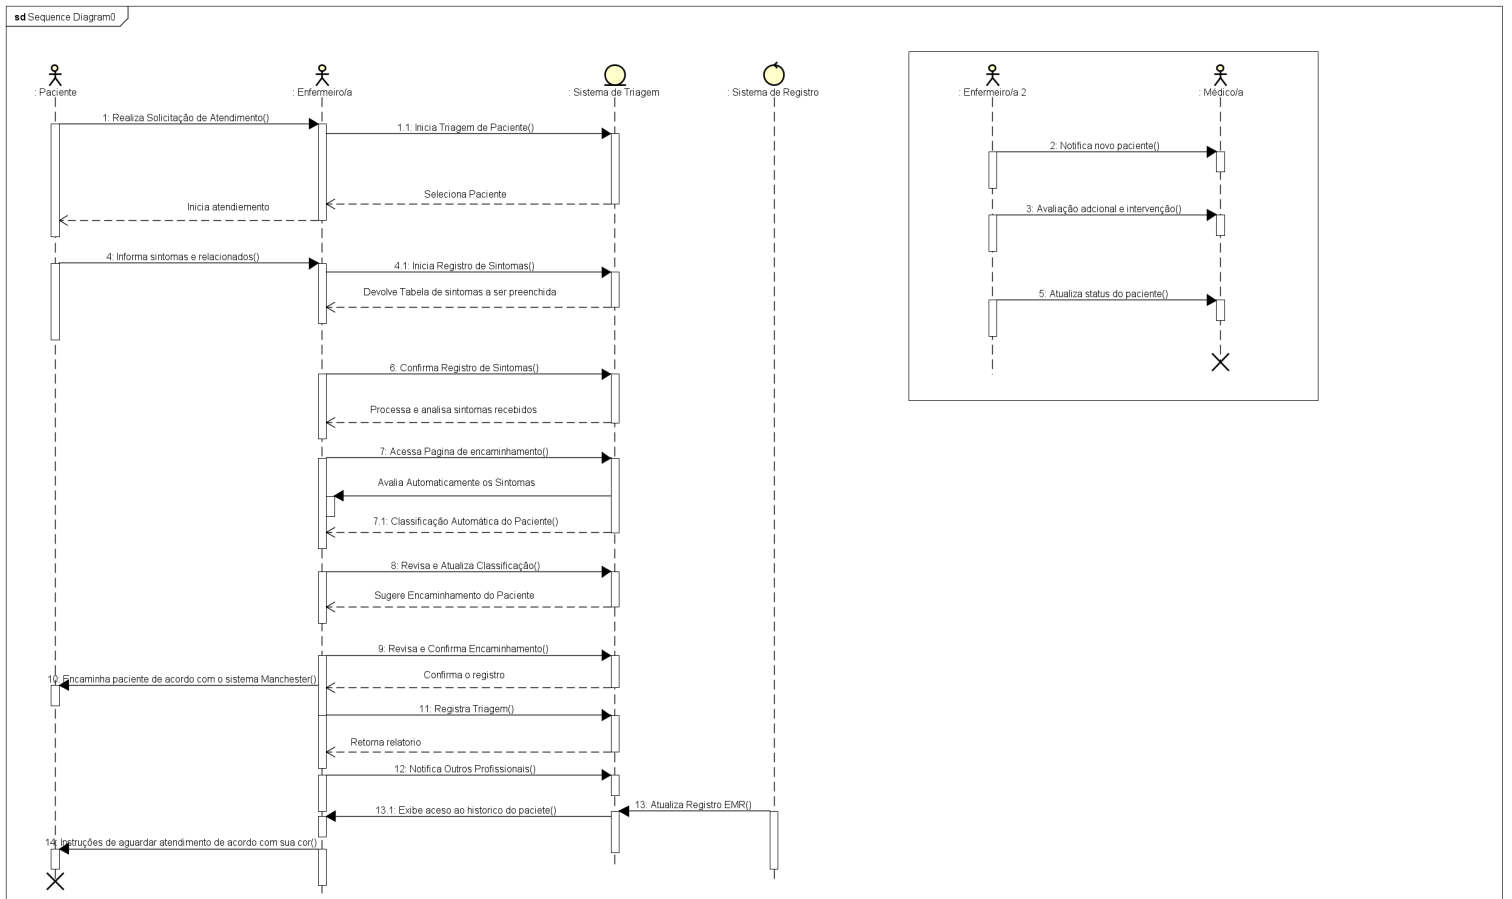 sd Sequence Diagram0
: Paciente
: Enfermeiro/a
: Sistema de Triagem
: Sistema de Registro
: Enfermeiro/a 2
: Médico/a
1: Realiza Solicitação de Atendimento()
1.1: Inicia Triagem de Paciente()
2: Notifica novo paciente()
Seleciona Paciente
Inicia atendiemento
3: Avaliação adcional e intervenção()
4: Informa sintomas e relacionados()
4.1: Inicia Registro de Sintomas()
Devolve Tabela de sintomas a ser preenchida
5: Atualiza status do paciente()
6: Confirma Registro de Sintomas()
Processa e analisa sintomas recebidos
7: Acessa Pagina de encaminhamento()
Avalia Automaticamente os Sintomas
7.1: Classificação Automática do Paciente()
8: Revisa e Atualiza Classificação()
Sugere Encaminhamento do Paciente
9: Revisa e Confirma Encaminhamento()
Confirma o registro
10: Encaminha paciente de acordo com o sistema Manchester()
11: Registra Triagem()
Retorna relatorio
12: Notifica Outros Profissionais()
13: Atualiza Registro EMR()
13.1: Exibe aceso ao historico do paciete()
14: Instruções de aguardar atendimento de acordo com sua cor()